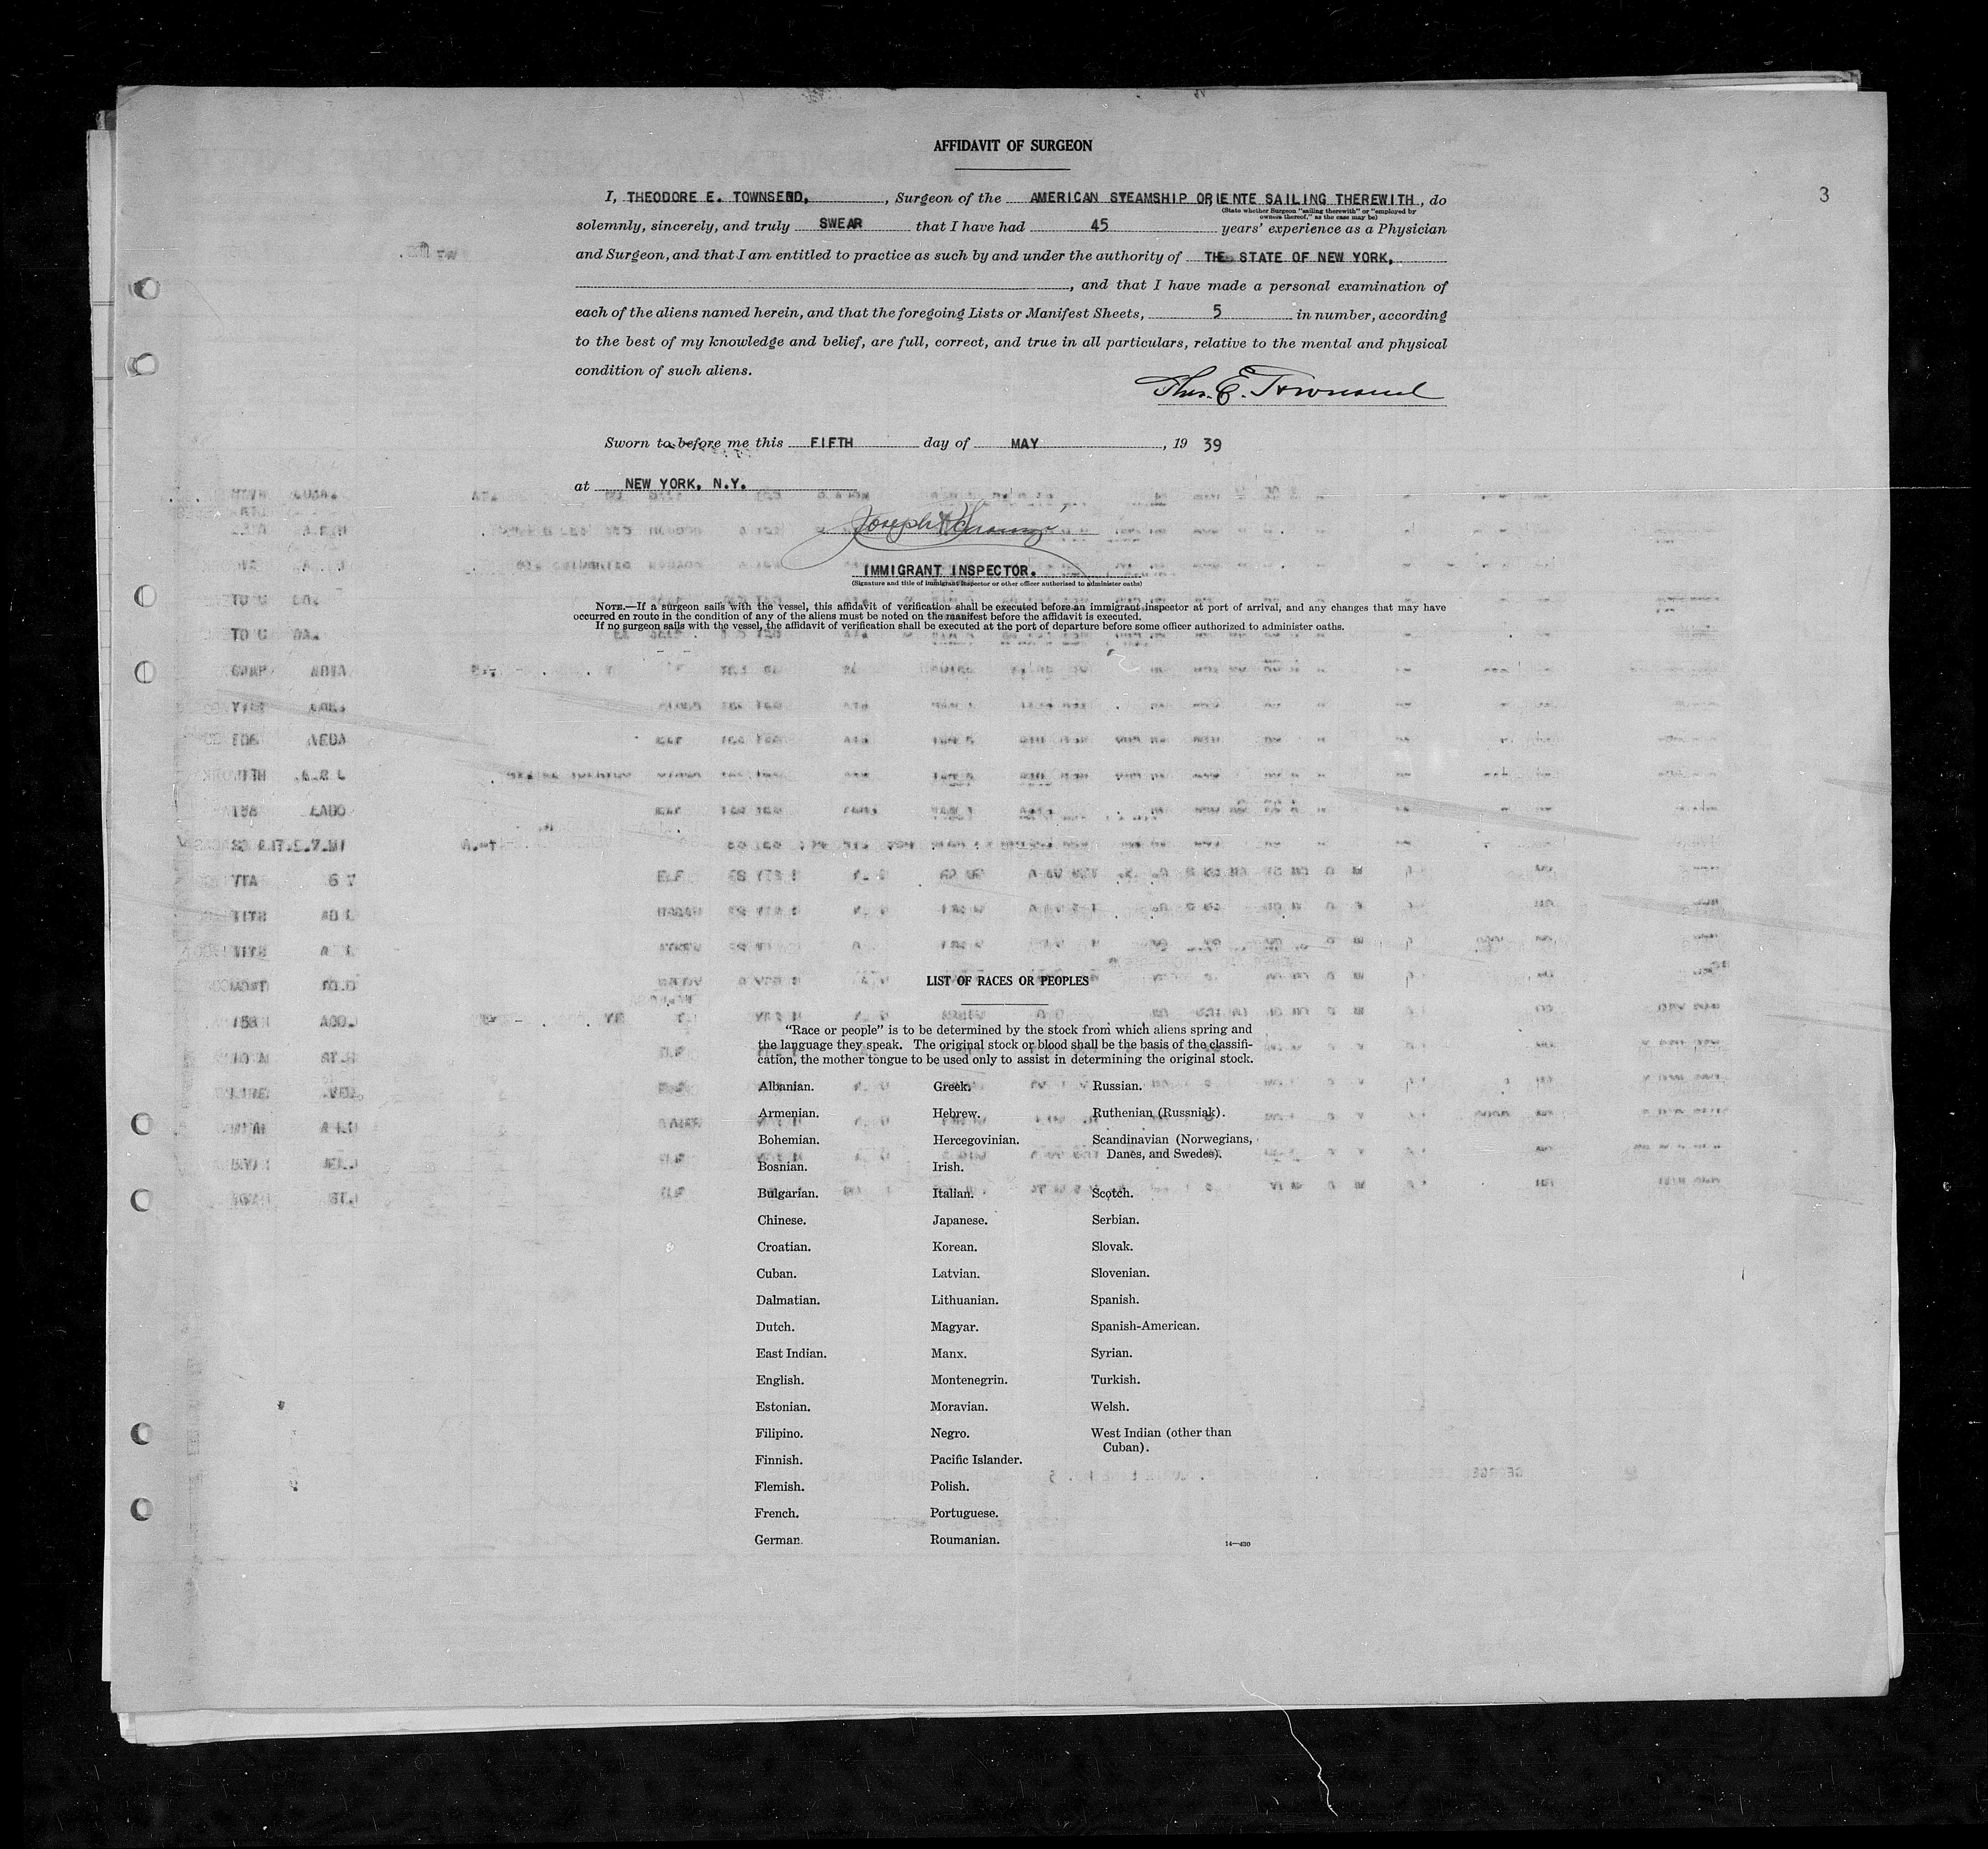 AFFIDAVIT OF SURGEON
3
I, THEODORE E. TOWNSEND, , Surgeon of the AMERICAN STEAMSHIP ORIENTE SAILING THEREWITH , do
(State whether Surgeon "sailing therewith" or "employed by
owners thereof," as the case may be)
solemnly, sincerely, and truly SWEAR that I have had 45 years' experience as a Physician
and Surgeon, and that I am entitled to practice as such by and under the authority of THE STATE OF NEW YORK,
, and that I have made a personal examination of
each of the aliens named herein, and that the foregoing Lists or Manifest Sheets, 5 in number, according
to the best of my knowledge and belief, are full, correct, and true in all particulars, relative to the mental and physical
condition of such aliens.
Theo. E. Townsend
Sworn to before me this FIFTH day of MAY , 19 39
at NEW YORK, N.Y.
Joseph
IMMIGRANT INSPECTOR.
(Signature and title of immigrant inspector or other officer authorized to administer oaths)
NOTE.—If a surgeon sails with the vessel, this affidavit of verification shall be executed before an immigrant inspector at port of arrival, and any changes that may have
occurred en route in the condition of any of the aliens must be noted on the manifest before the affidavit is executed.
If no surgeon sails with the vessel, the affidavit of verification shall be executed at the port of departure before some officer authorized to administer oaths.
LIST OF RACES OR PEOPLES
"Race or people" is to be determined by the stock from which aliens spring and
the language they speak. The original stock or blood shall be the basis of the classifi-
cation, the mother tongue to be used only to assist in determining the original stock.
Albanian.
Armenian.
Bohemian.
Bosnian.
Bulgarian.
Chinese.
Croatian.
Cuban.
Dalmatian.
Dutch.
East Indian.
English.
Estonian.
Filipino.
Finnish.
Flemish.
French.
German.
Greek.
Hebrew.
Hercegovinian.
Irish.
Italian.
Japanese.
Korean.
Latvian.
Lithuanian.
Magyar.
Manx.
Montenegrin.
Moravian.
Negro.
Pacific Islander.
Polish.
Portuguese.
Roumanian.
Russian.
Ruthenian (Russniak).
Scandinavian (Norwegians,
Danes, and Swedes).
Scotch.
Serbian.
Slovak.
Slovenian.
Spanish.
Spanish-American.
Syrian.
Turkish.
Welsh.
West Indian (other than
Cuban).
14—430